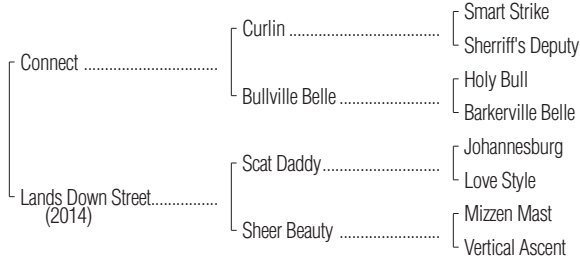 Smart Strike
Curlin ....................................
Sherriff's Deputy
Connect ................................
Holy Bull
Bullville Belle ........................
Barkerville Belle
Johannesburg
Scat Daddy............................
Love Style
Lands Down Street................
(2014)
Mizzen Mast
Sheer Beauty ........................
Vertical Ascent